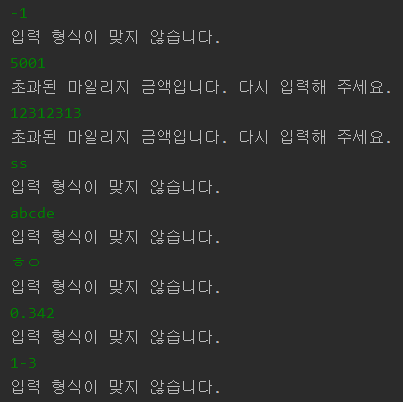 -1
입력 형식이 맞지 않습니다.
5001
초과된 마일리지 금액입니다. 다시 입력해 주세요.
12312313
초과된 마일리지 금액입니다. 다시 입력해 주세요.
ss
입력 형식이 맞지 않습니다.
abcde
입력 형식이 맞지 않습니다.
ㅎㅇ
입력 형식이 맞지 않습니다.
0.342
입력 형식이 맞지 않습니다.
1-3
입력 형식이 맞지 않습니다.